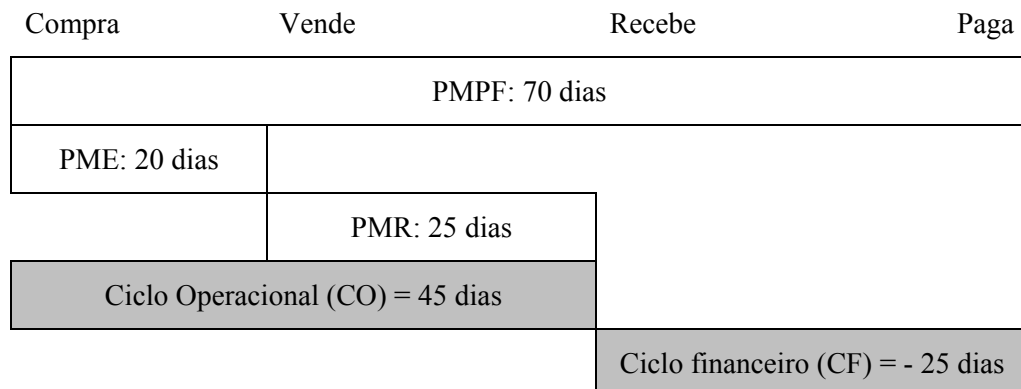 Compra Vende Recebe Paga
PMPF: 70 dias
PME: 20 dias
PMR: 25 dias
Ciclo Operacional (CO) = 45 dias
Ciclo financeiro (CF) = - 25 dias